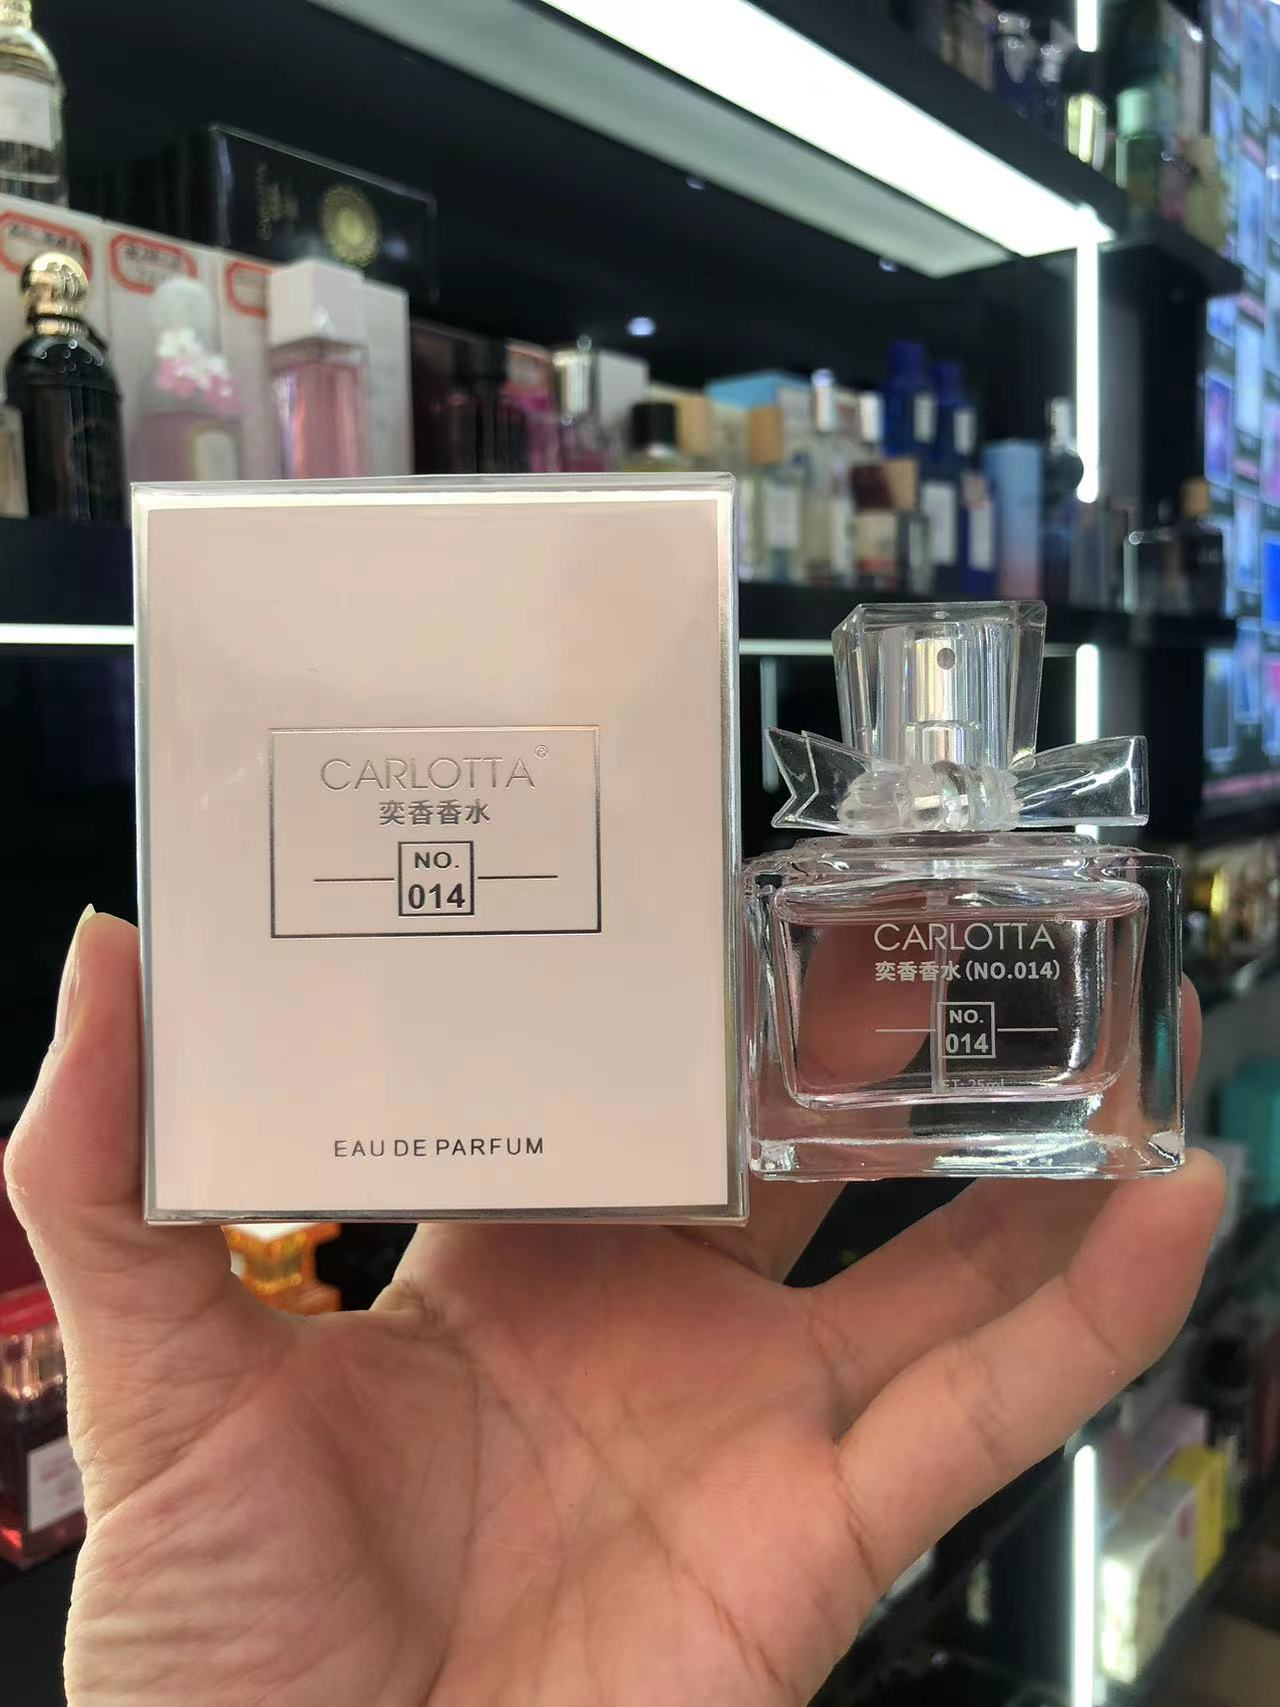 CARLOTTA®
奕香香水
NO.
014
EAU DE PARFUM
CARLOTTA®
奕香香水(NO.014)
NO.
014
25ml